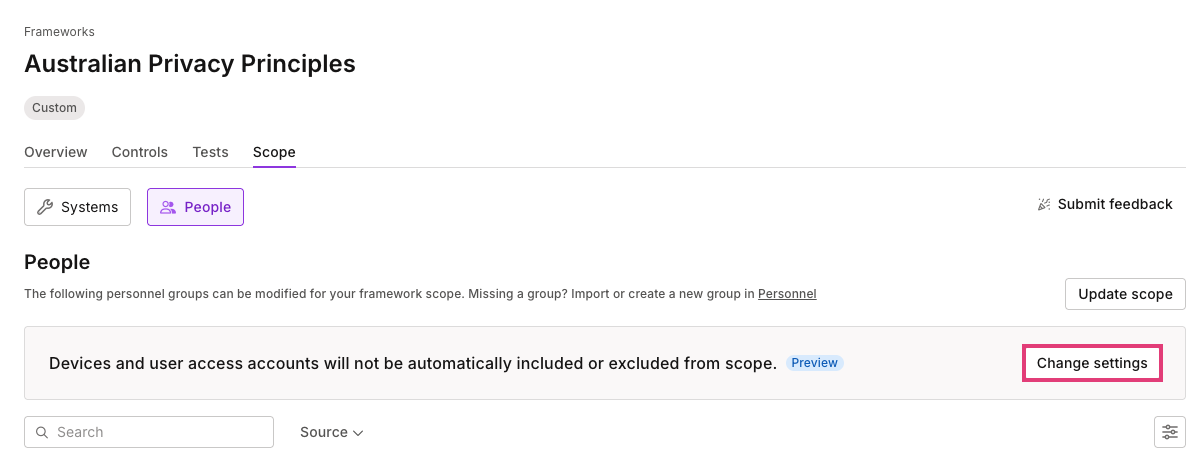 Frameworks
Australian Privacy Principles
Custom
Overview Controls Tests Scope
Systems People Submit feedback
People
The following personnel groups can be modified for your framework scope. Missing a group? Import or create a new group in Personnel
Update scope
Devices and user access accounts will not be automatically included or excluded from scope. Preview Change settings
Search Source